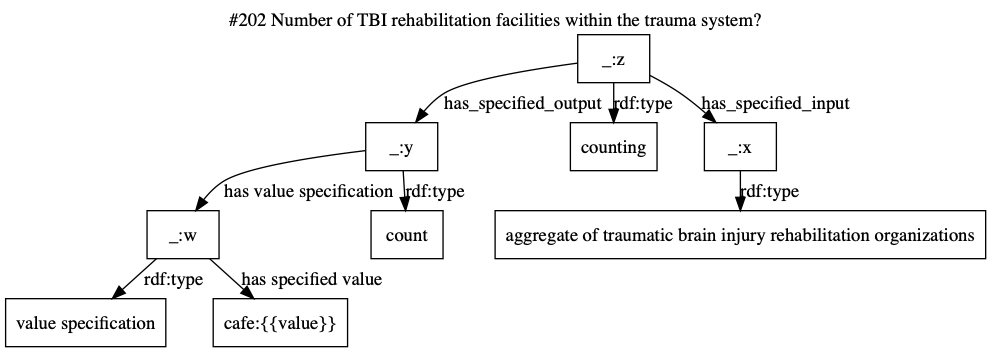 #202 Number of TBI rehabilitation facilities within the trauma system?
_:z
has_specified_output
rdf:type
has_specified_input
_:y
counting
_:x
has value specification
rdf:type
rdf:type
_:w
count
aggregate of traumatic brain injury rehabilitation organizations
rdf:type
has specified value
value specification
cafe:{{value}}